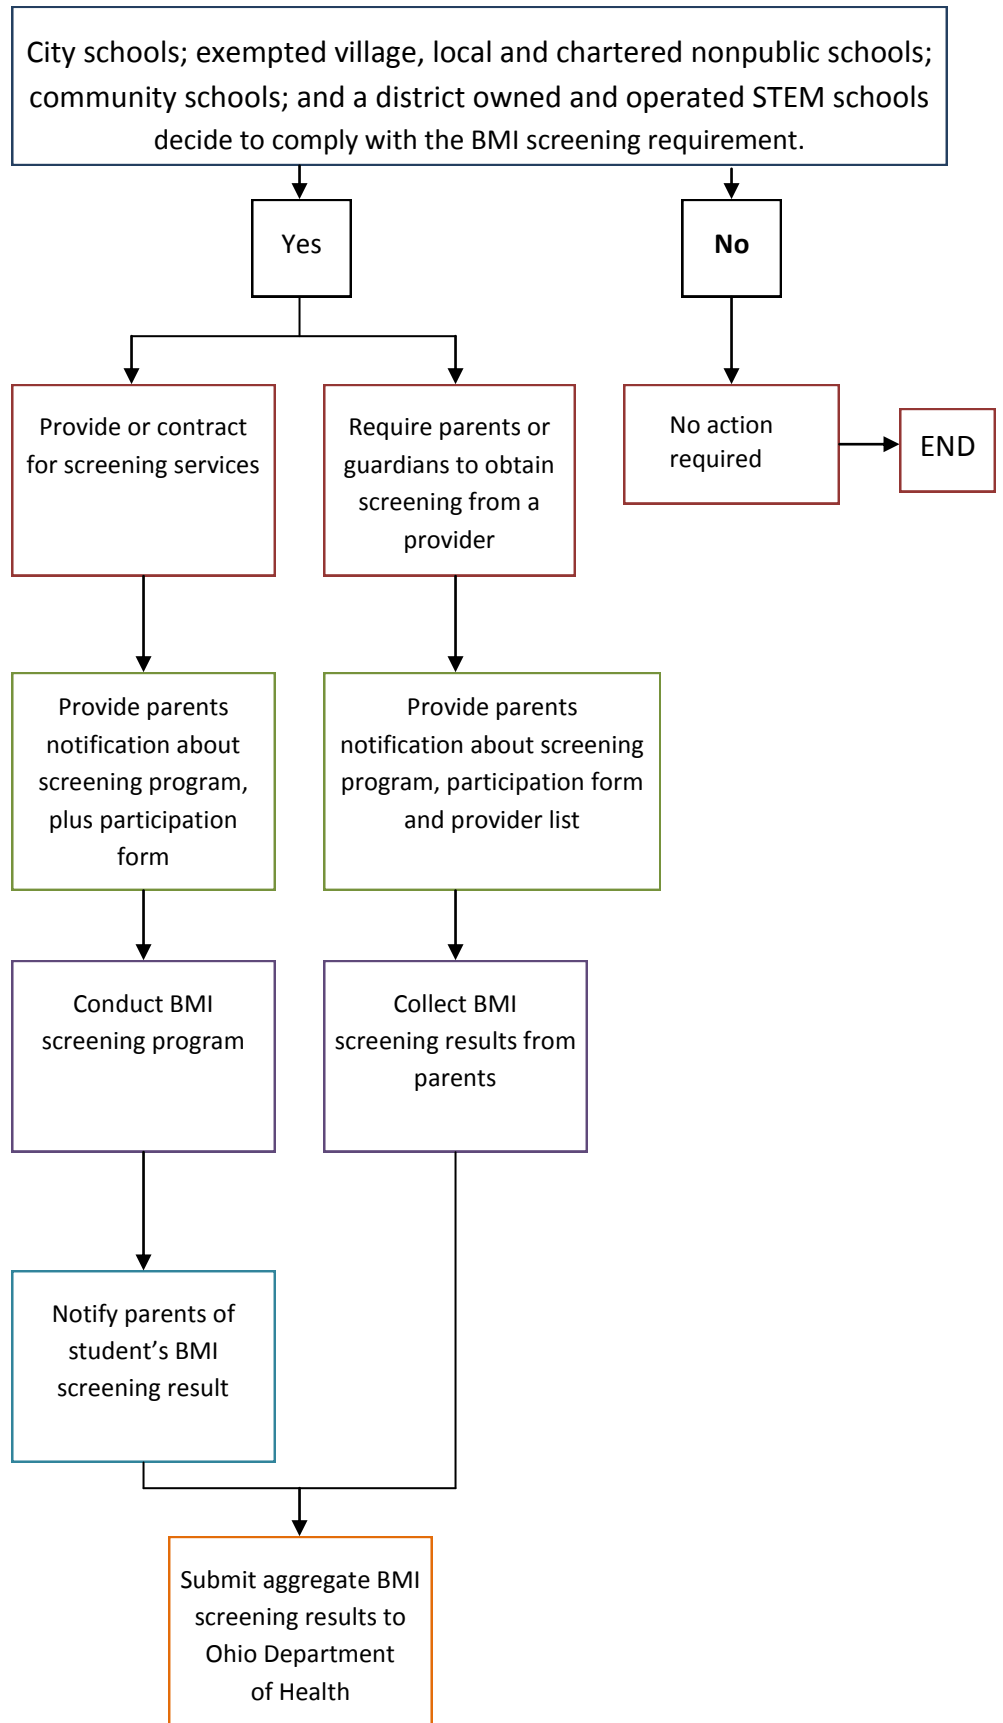 City schools; exempted village, local and chartered nonpublic schools;
community schools; and a district owned and operated STEM schools
decide to comply with the BMI screening requirement.
Yes
No
Provide or contract
for screening services
Require parents or
guardians to obtain
screening from a
provider
No action
required
END
Provide parents
notification about
screening program,
plus participation
form
Provide parents
notification about screening
program, participation form
and provider list
Conduct BMI
screening program
Collect BMI
screening results from
parents
Notify parents of
student’s BMI
screening result
Submit aggregate BMI
screening results to
Ohio Department
of Health